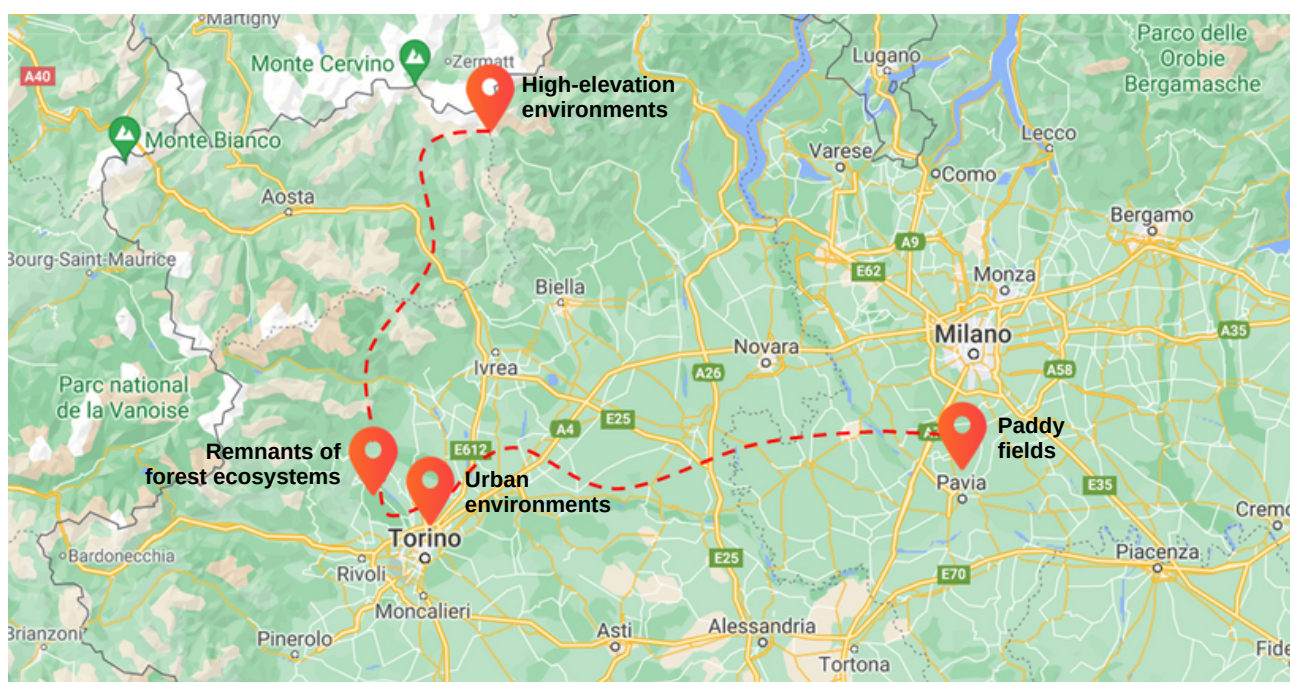 Martigny
Parco delle
Orobie
Bergamasche
Lugano
Monte Cervino
Zermatt
A40
High-elevation
environments
Monte Bianco
Lecco
Varese
Como
Aosta
Bergamo
A9
Bourg-Saint-Maurice
E62
Monza
Biella
A35
Milano
Novara
Ivrea
A26
A58
Parc national
de la Vanoise
E25
A4
Paddy
fields
Remnants of
forest ecosystems
E612
Urban
environments
Pavia
E35
Cremo
Torino
Bardonecchia
Rivoli
E25
E70
Piacenza
Moncalieri
Brianzoni
Pinerolo
Asti
Alessandria
Tortona
Fide